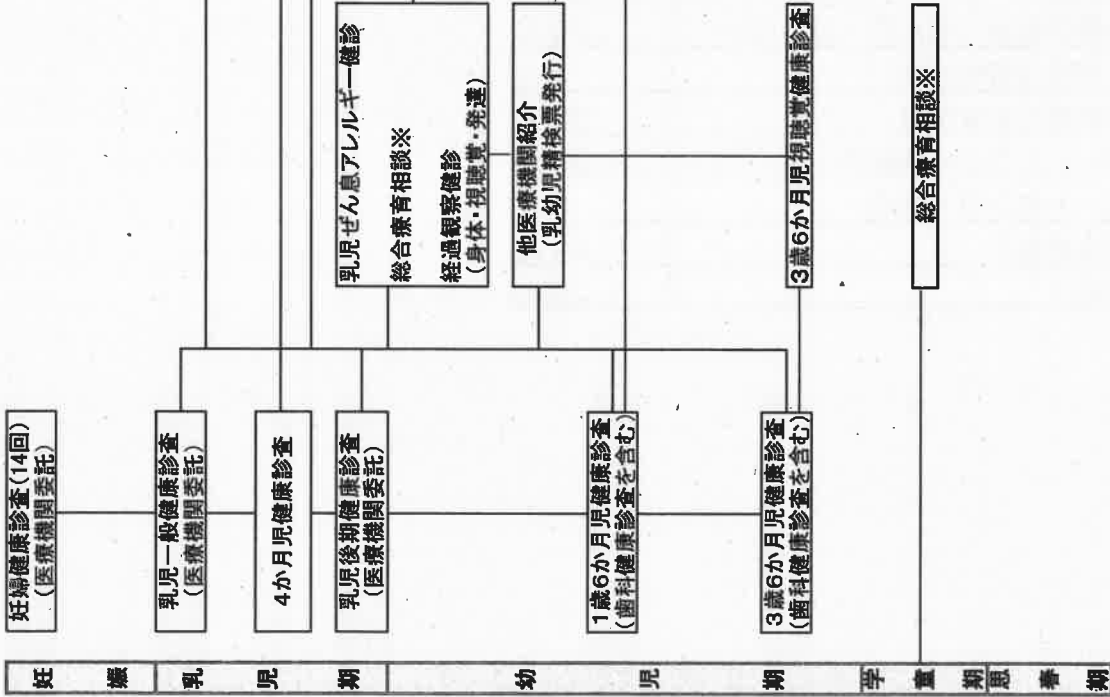 妊娠
乳児期
幼児期
学童期
思春期
妊婦健康診査(14回)
(医療機関委託)
乳児一般健康診査
(医療機関委託)
4か月児健康診査
乳児後期健康診査
(医療機関委託)
1歳6か月児健康診査
(歯科健康診査を含む)
3歳6か月児健康診査
(歯科健康診査を含む)
乳児ぜん息アレルギー健診
総合療育相談※
経過観察健診
(身体・視聴覚・発達)
他医療機関紹介
(乳幼児精検票発行)
3歳6か月児視聴覚健康診査
総合療育相談※